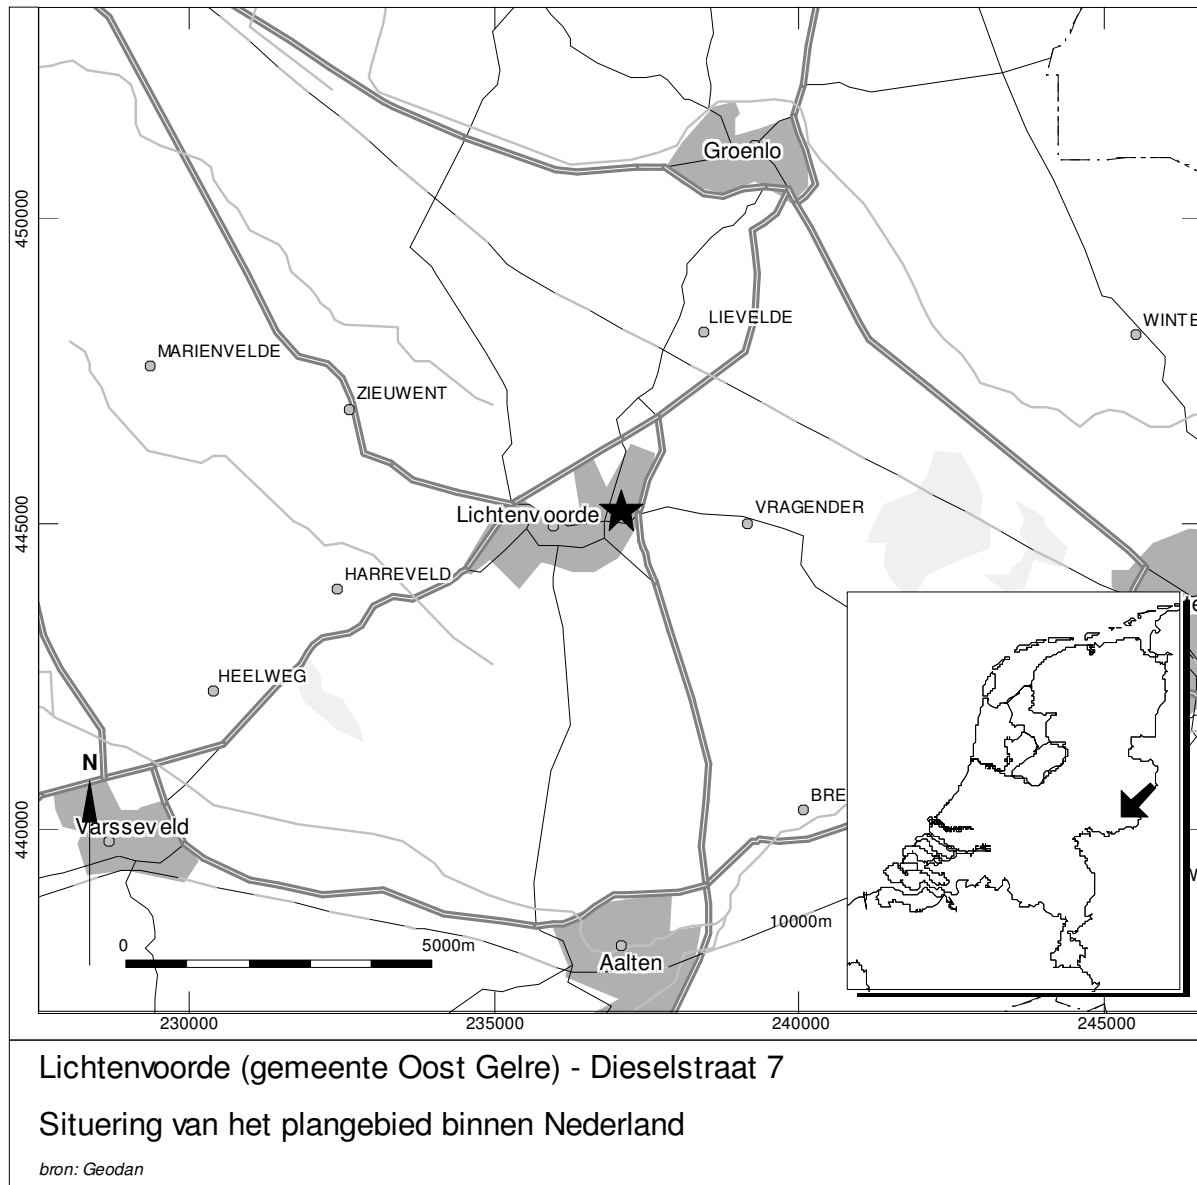 Groenlo
450000
LIEVELDE
WINTE
MARIENVELDE
ZIEUWENT
VRAGENDER
Lichtenvoorde
445000
HARREVELD
HEELWEG
N
BRE
Varsseveld
440000
10000m
0 5000m
Aalten
230000 235000 240000 245000
Lichtenvoorde (gemeente Oost Gelre) - Dieselstraat 7
Situering van het plangebied binnen Nederland
bron: Geodan